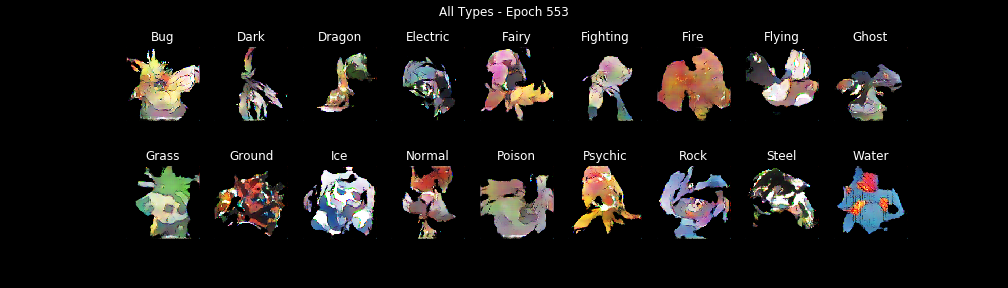 All Types - Epoch 553
Bug Dark Dragon Electric Fairy Fighting Fire Flying Ghost
Grass Ground Ice Normal Poison Psychic Rock Steel Water